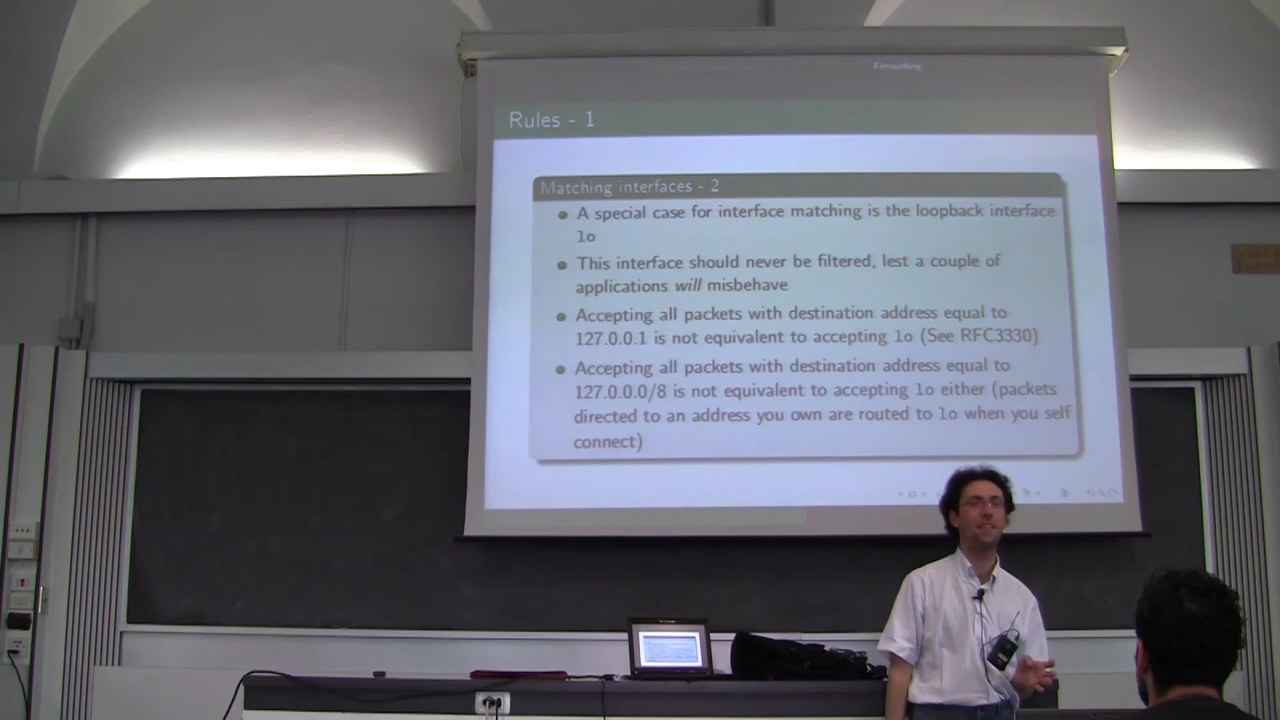 Firewalling
Rules - 1
Matching interfaces - 2
A special case for interface matching is the loopback interface
lo
This interface should never be filtered, lest a couple of
applications will misbehave
Accepting all packets with destination address equal to
127.0.0.1 is not equivalent to accepting lo (See RFC3330)
Accepting all packets with destination address equal to
127.0.0.0/8 is not equivalent to accepting lo either (packets
directed to an address you own are routed to lo when you self
connect)